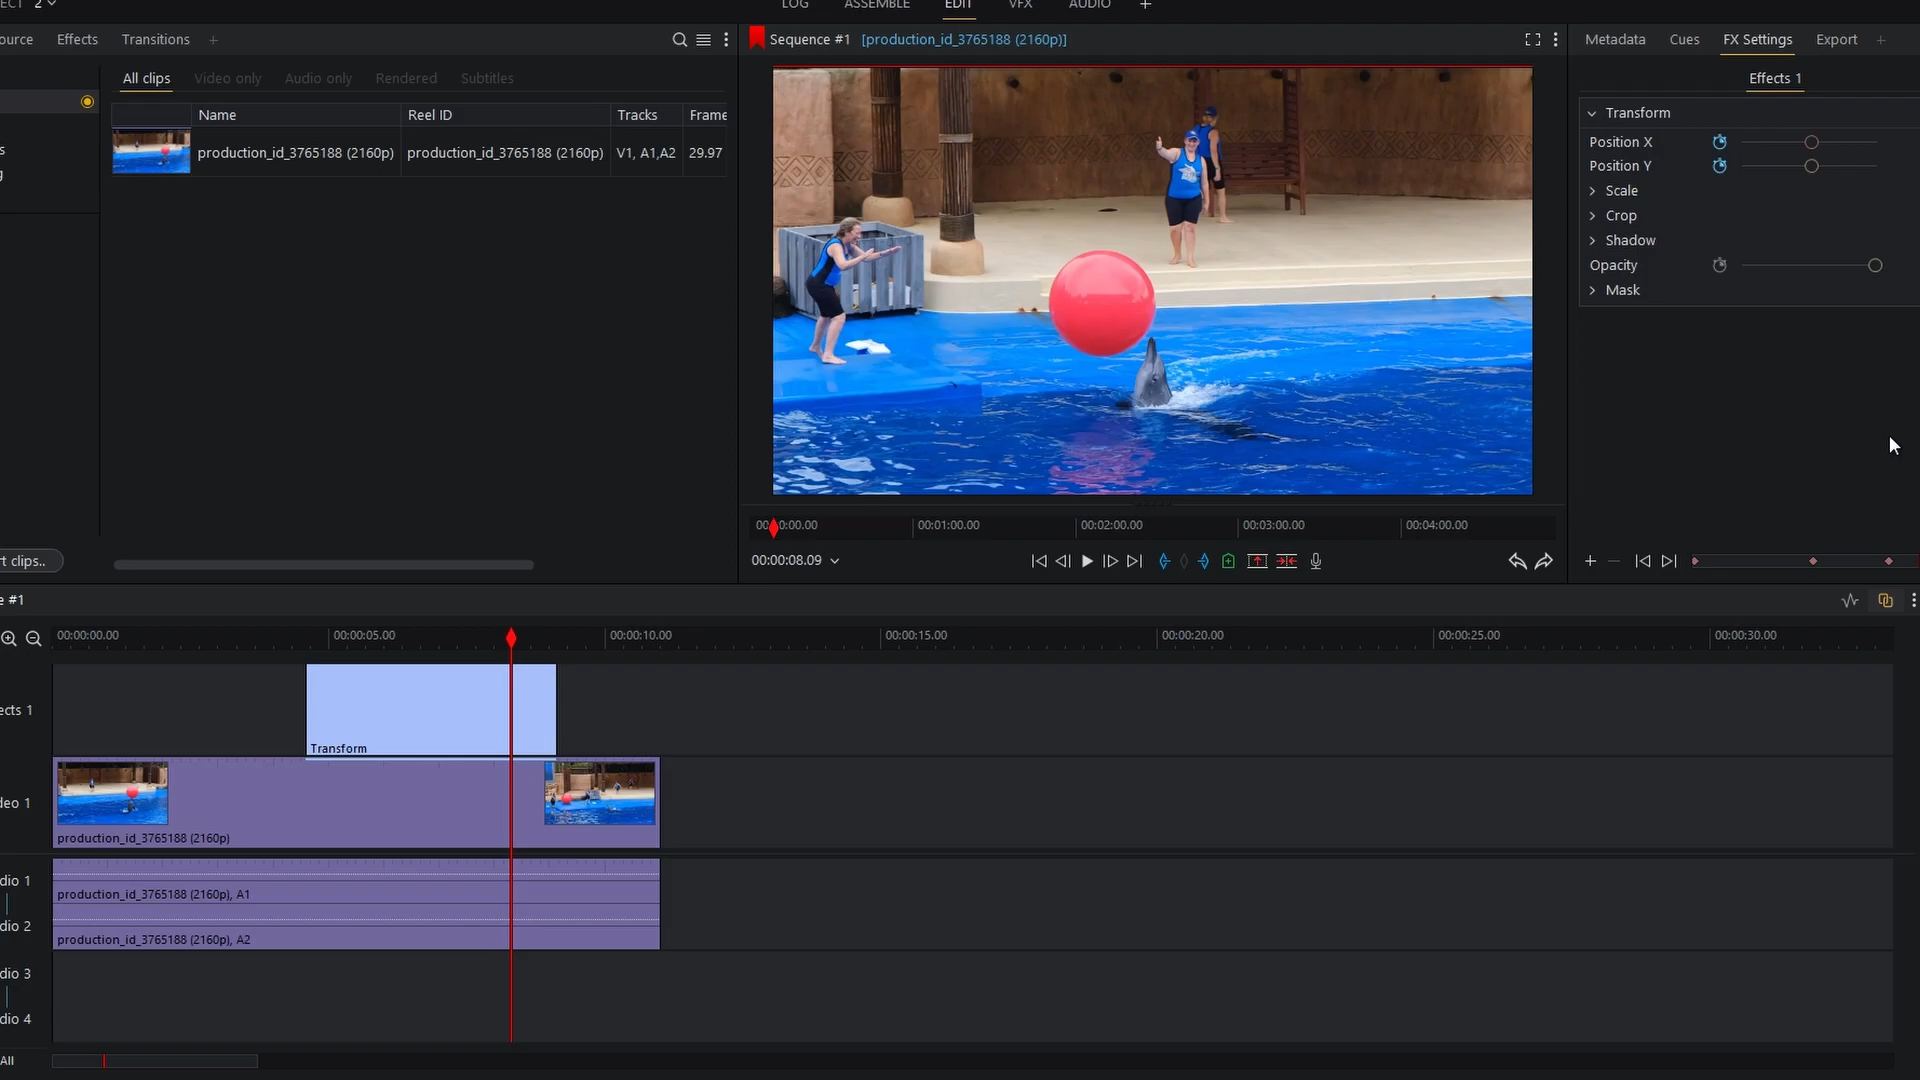 ECT 2
LOG ASSEMBLE EDIT VFX AUDIO +
ource Effects Transitions +
Sequence #1 [production_id_3765188 (2160p)]
Metadata Cues FX Settings Export +
All clips Video only Audio only Rendered Subtitles
Effects 1
Name Reel ID Tracks Frame
production_id_3765188 (2160p) production_id_3765188 (2160p) V1, A1,A2 29.97
Transform
Position X
Position Y
Scale
Crop
Shadow
Opacity
Mask
s
g
00:00:00.00 00:01:00.00 00:02:00.00 00:03:00.00 00:04:00.00
rt clips..
00:00:08.09
e #1
00:00:00.00 00:00:05.00 00:00:10.00 00:00:15.00 00:00:20.00 00:00:25.00 00:00:30.00
ects 1
Transform
deo 1
production_id_3765188 (2160p)
dio 1
production_id_3765188 (2160p), A1
dio 2
production_id_3765188 (2160p), A2
dio 3
dio 4
All